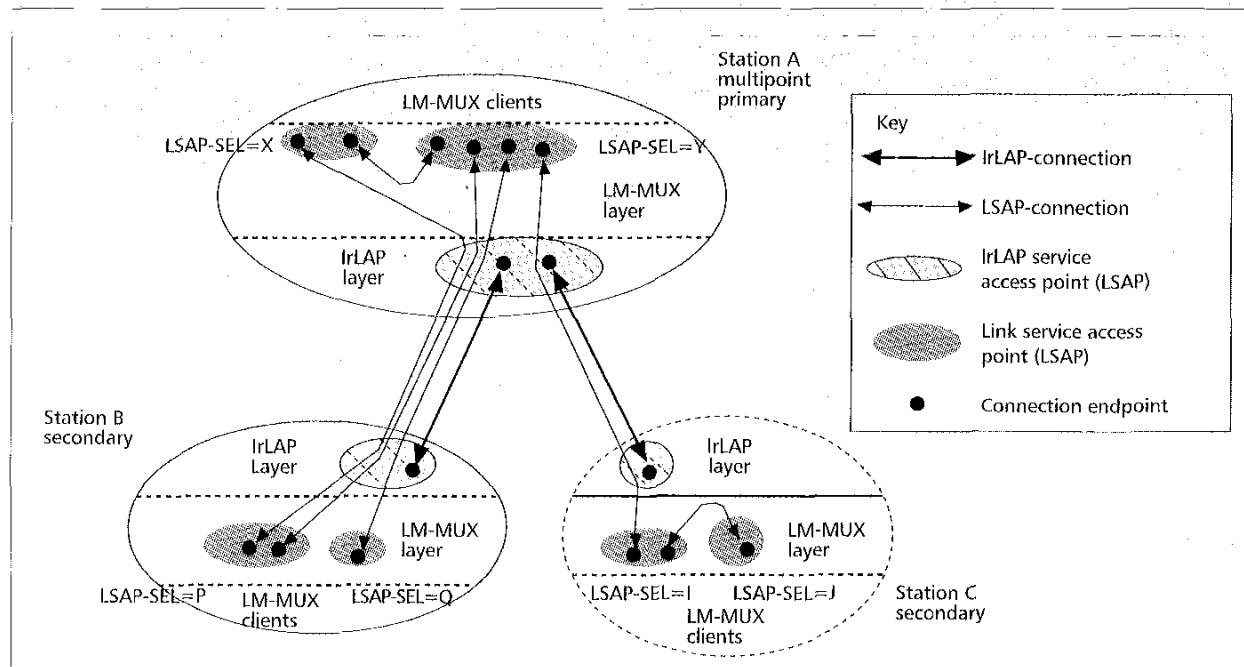 Station A
multipoint
primary
LM-MUX clients
LSAP-SEL=X
LSAP-SEL=Y
LM-MUX
layer
IrLAP
layer
Key
IrLAP-connection
LSAP-connection
IrLAP service
access point (LSAP)
Link service access
point (LSAP)
Connection endpoint
Station B
secondary
IrLAP
Layer
LM-MUX
layer
LSAP-SEL=P
LM-MUX
clients
LSAP-SEL=Q
IrLAP
layer
LM-MUX
layer
LSAP-SEL=I
LSAP-SEL=J
LM-MUX
clients
Station C
secondary